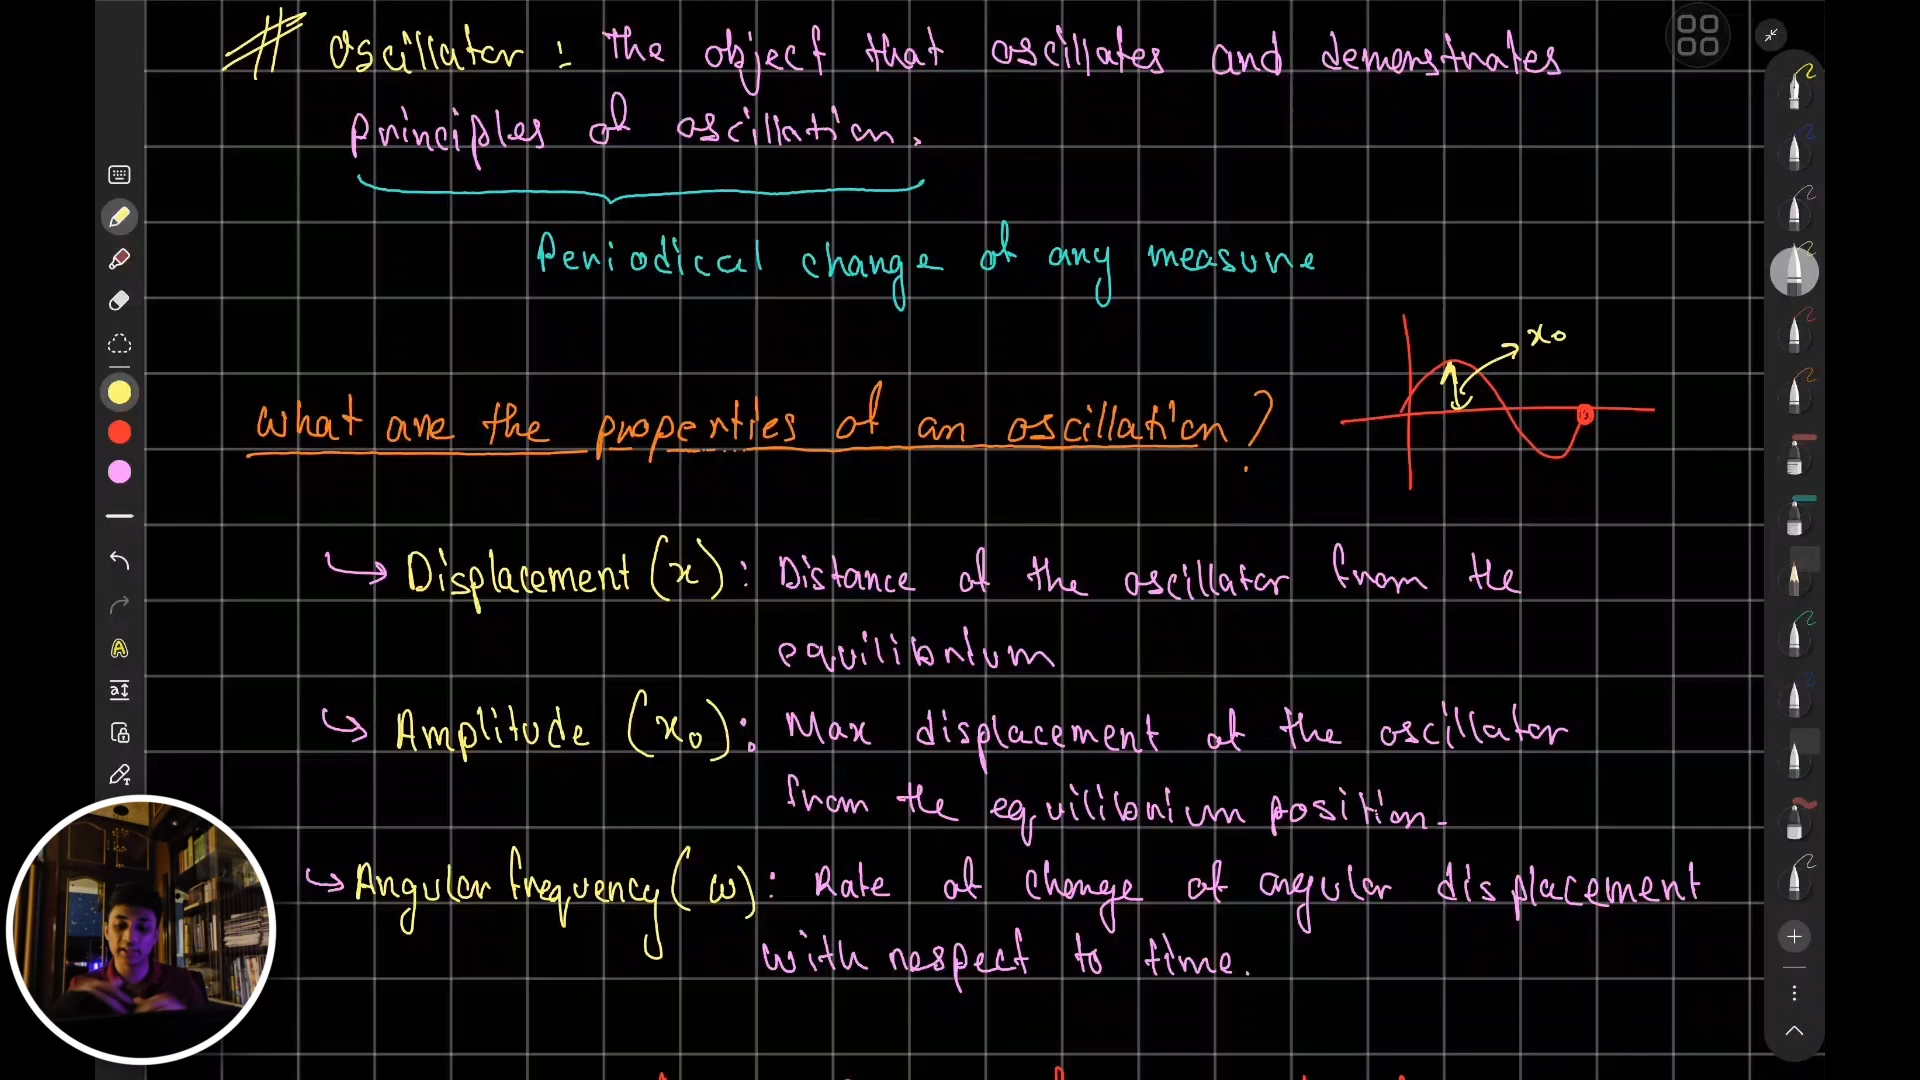 # Oscillator : The object that oscillates and demonstrates
principles of oscillation.
Periodical change of any measure
x₀
what are the properties of an oscillation?
↳ Displacement (x) : Distance of the oscillator from the
equilibrium
↳ Amplitude (x₀) : Max displacement of the oscillator
from the equilibrium position.
↳ Angular frequency (ω) : Rate of change of angular displacement
with respect to time.